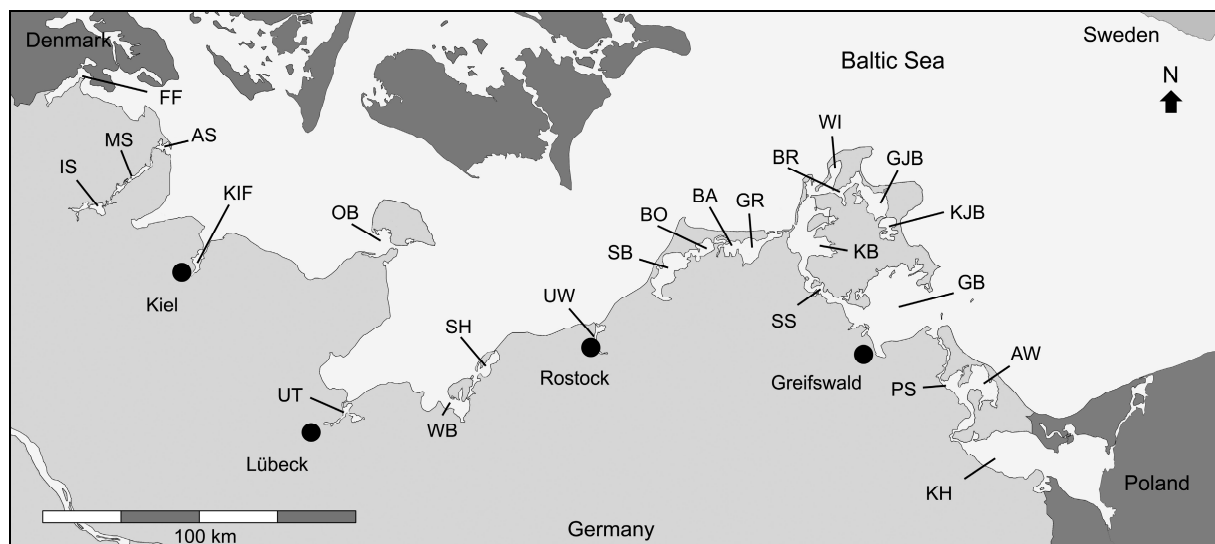 Denmark
Sweden
Baltic Sea
N
FF
AS
MS
IS
KIF
OB
WI
BR
GJB
BA
GR
BO
KJB
SB
KB
GB
Kiel
UW
SS
SH
Rostock
Greifswald
AW
PS
UT
WB
Lübeck
KH
Poland
Germany
100 km